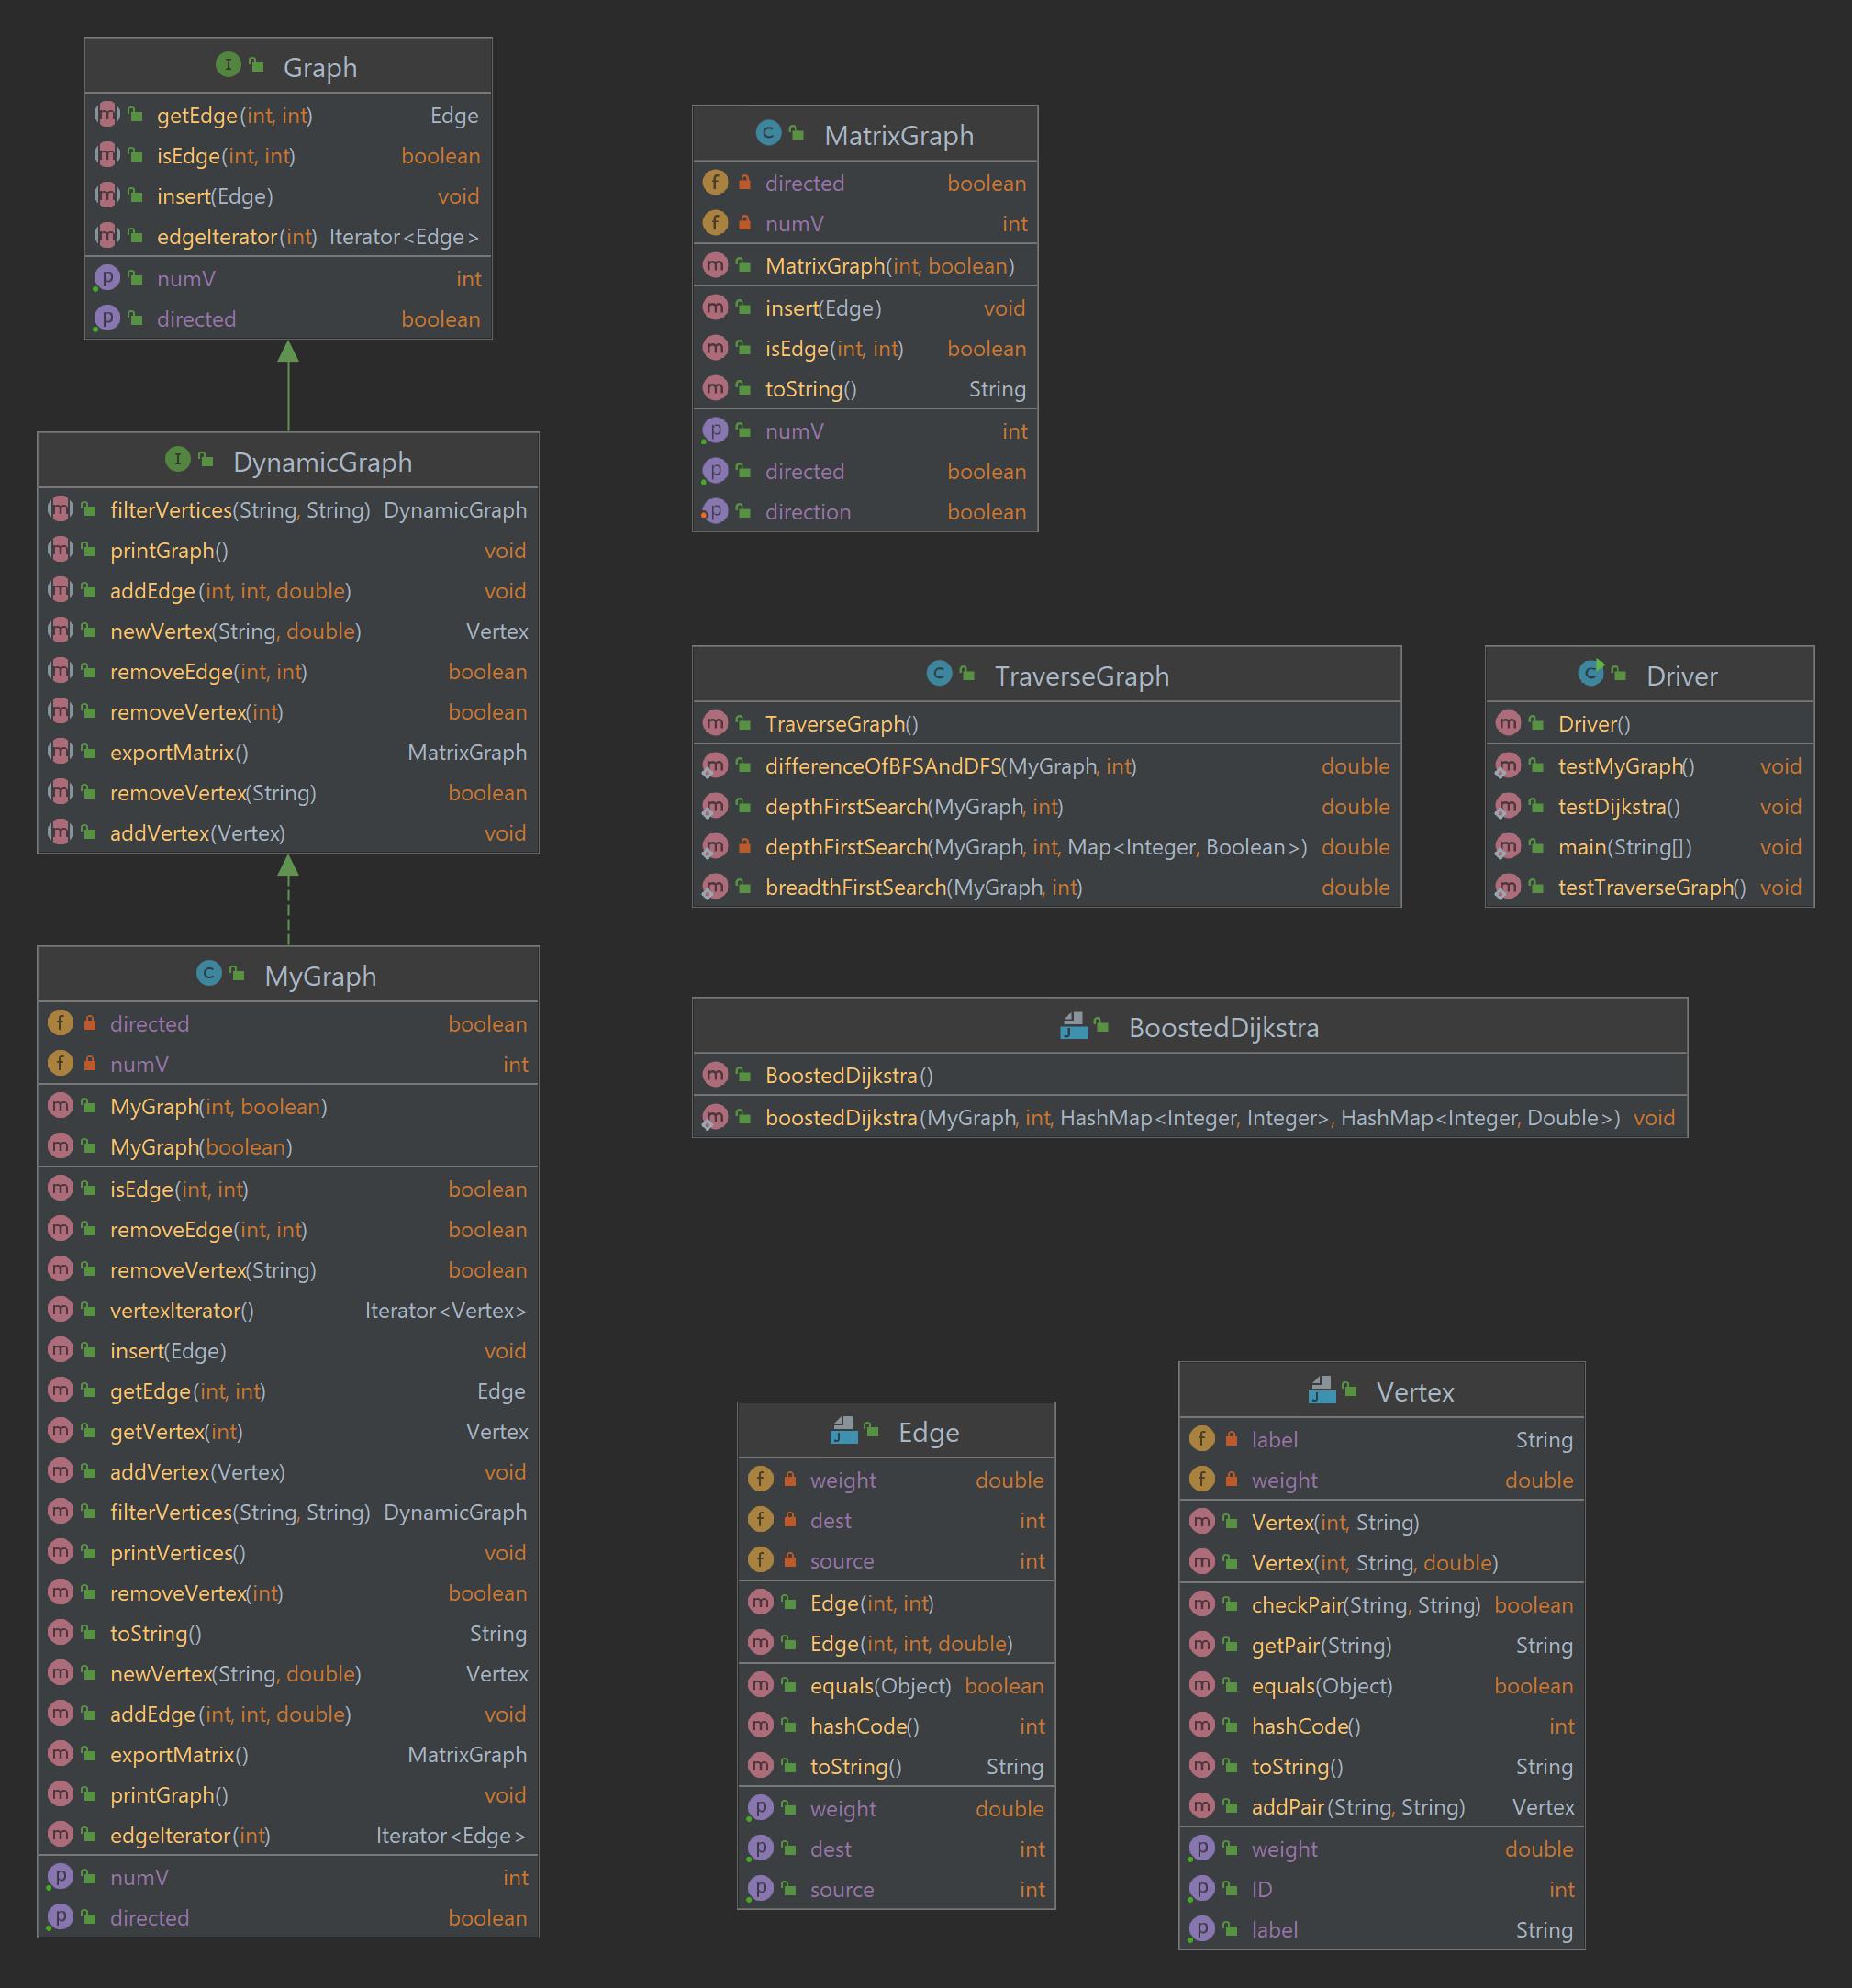 Graph
getEdge(int, int) Edge
isEdge(int, int) boolean
insert(Edge) void
edgeIterator(int) Iterator<Edge>
numV int
directed boolean
DynamicGraph
filterVertices(String, String) DynamicGraph
printGraph() void
addEdge(int, int, double) void
newVertex(String, double) Vertex
removeEdge(int, int) boolean
removeVertex(int) boolean
exportMatrix() MatrixGraph
removeVertex(String) boolean
addVertex(Vertex) void
MyGraph
directed boolean
numV int
MyGraph(int, boolean)
MyGraph(boolean)
isEdge(int, int) boolean
removeEdge(int, int) boolean
removeVertex(String) boolean
vertexIterator() Iterator<Vertex>
insert(Edge) void
getEdge(int, int) Edge
getVertex(int) Vertex
addVertex(Vertex) void
filterVertices(String, String) DynamicGraph
printVertices() void
removeVertex(int) boolean
toString() String
newVertex(String, double) Vertex
addEdge(int, int, double) void
exportMatrix() MatrixGraph
printGraph() void
edgeIterator(int) Iterator<Edge>
numV int
directed boolean
MatrixGraph
directed boolean
numV int
MatrixGraph(int, boolean)
insert(Edge) void
isEdge(int, int) boolean
toString() String
numV int
directed boolean
direction boolean
TraverseGraph
TraverseGraph()
differenceOfBFSAndDFS(MyGraph, int) double
depthFirstSearch(MyGraph, int) double
depthFirstSearch(MyGraph, int, Map<Integer, Boolean>) double
breadthFirstSearch(MyGraph, int) double
Driver
Driver()
testMyGraph() void
testDijkstra() void
main(String[]) void
testTraverseGraph() void
BoostedDijkstra
BoostedDijkstra()
boostedDijkstra(MyGraph, int, HashMap<Integer, Integer>, HashMap<Integer, Double>) void
Edge
weight double
dest int
source int
Edge(int, int)
Edge(int, int, double)
equals(Object) boolean
hashCode() int
toString() String
weight double
dest int
source int
Vertex
label String
weight double
Vertex(int, String)
Vertex(int, String, double)
checkPair(String, String) boolean
getPair(String) String
equals(Object) boolean
hashCode() int
toString() String
addPair(String, String) Vertex
weight double
ID int
label String